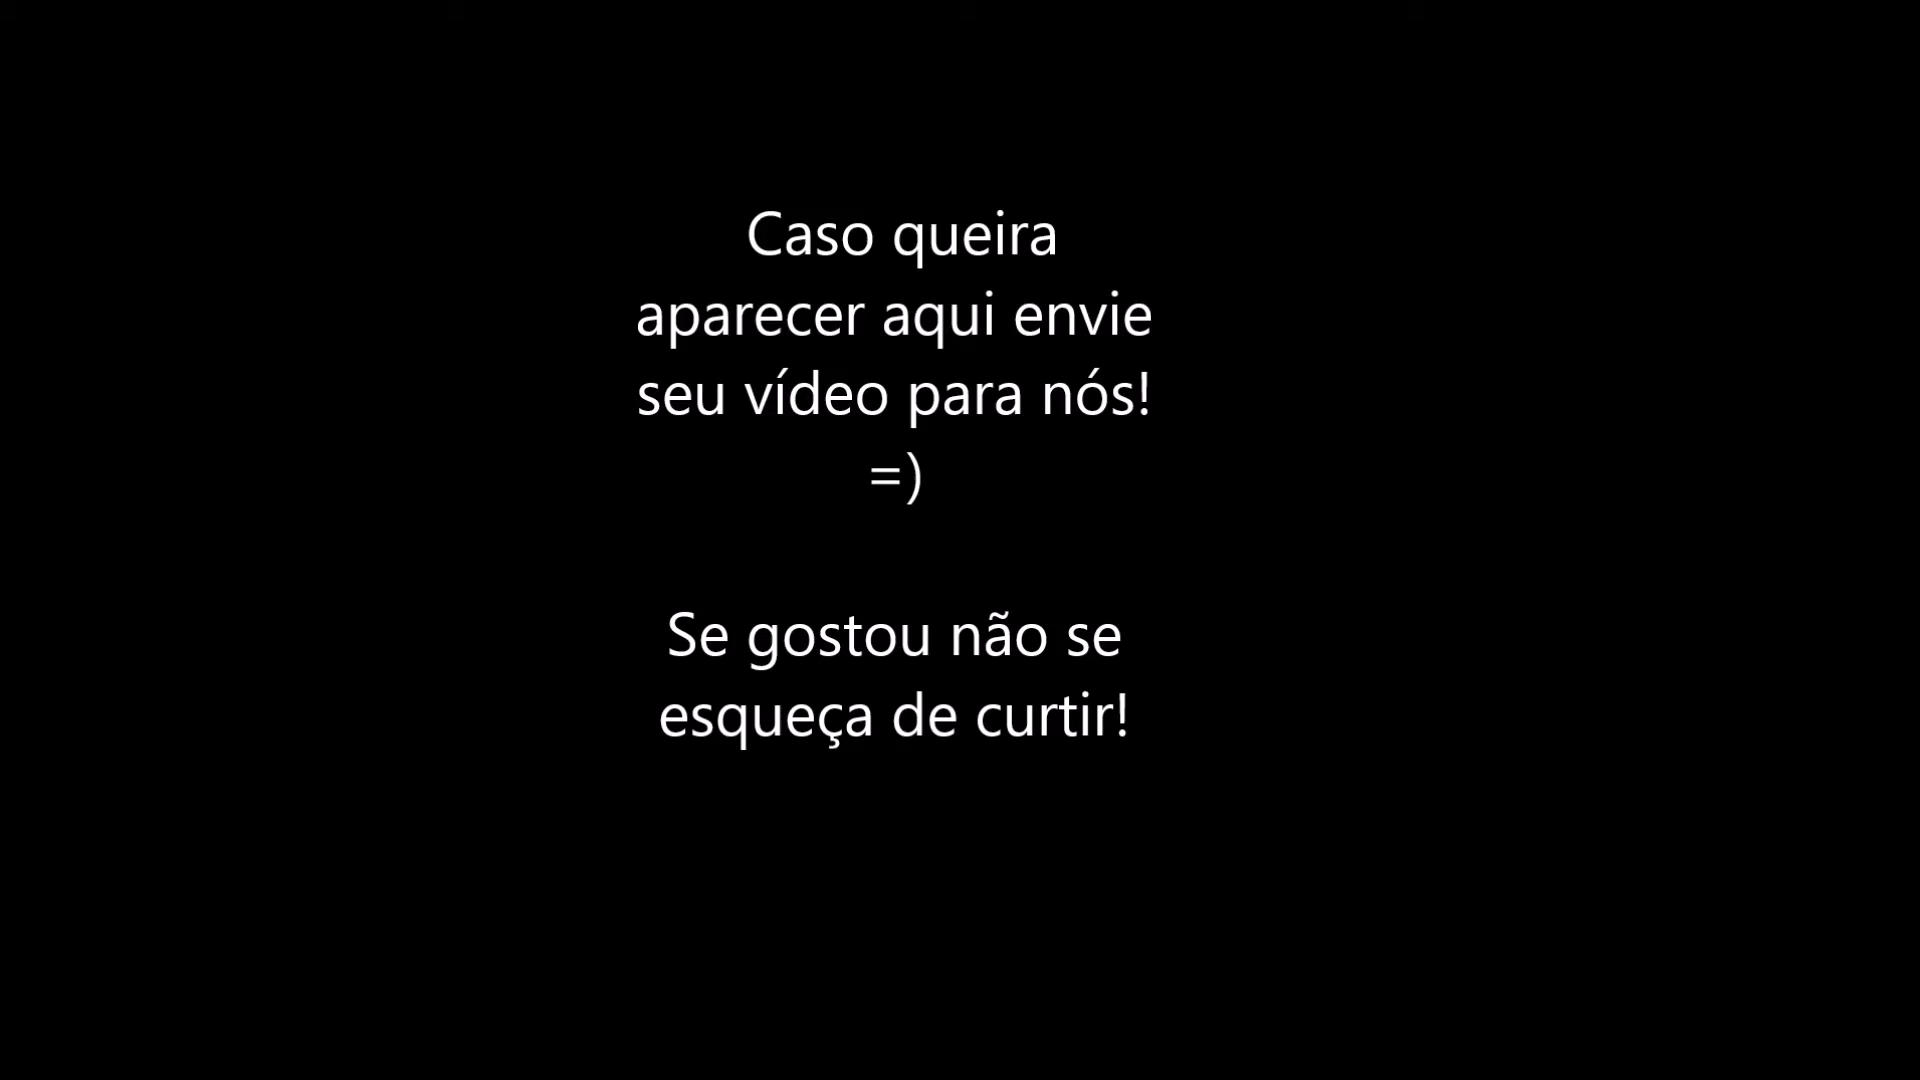 Caso queira
aparecer aqui envie
seu vídeo para nós!
=)
Se gostou não se
esqueça de curtir!